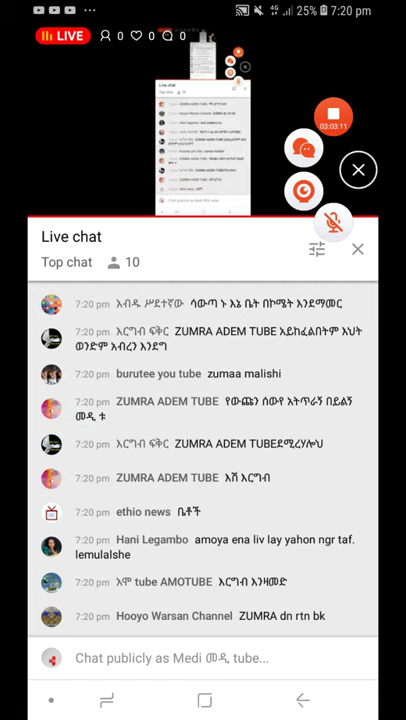 4G 25% 7:20 pm
LIVE 0 0 0
03:03:11
Live chat
Top chat 10
7:20 pm አብዱ ሥደተኛው ሳውጣ ኑ እኔ ቤት በኮሜት እንደማመር
7:20 pm እርግብ ፍቅር ZUMRA ADEM TUBE አይከፈልበትም እህት
ወንድም አብረን እንደግ
7:20 pm burutee you tube zumaa malishi
7:20 pm ZUMRA ADEM TUBE የውጩን ሰውየ አትጥራኝ በይልኝ
መዲ ቱ
7:20 pm እርግብ ፍቅር ZUMRA ADEM TUBEደሚረሃሎህ
7:20 pm ZUMRA ADEM TUBE እሽ እርግብ
7:20 pm ethio news ቤቶች
7:20 pm Hani Legambo amoya ena liv lay yahon ngr taf.
lemulalshe
7:20 pm አሞ tube AMOTUBE እርግብ እንዛመድ
7:20 pm Hooyo Warsan Channel ZUMRA dn rtn bk
Chat publicly as Medi መዲ tube...